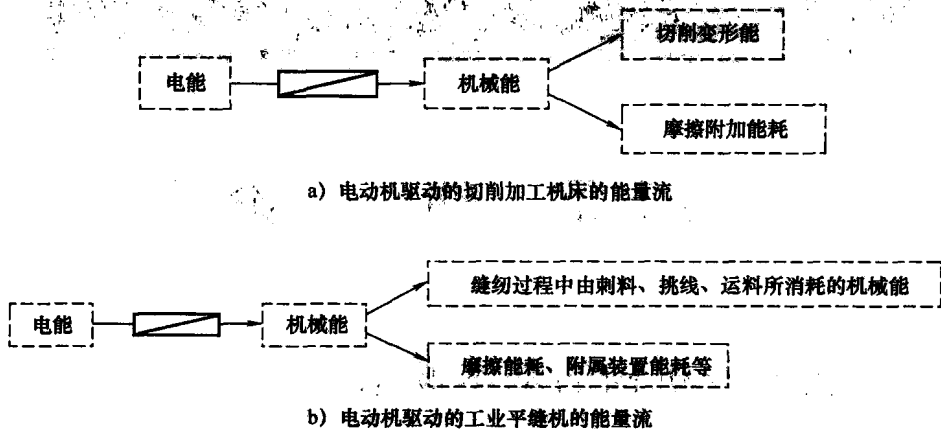 切削变形能
电能
机械能
摩擦附加能耗
a) 电动机驱动的切削加工机床的能量流
缝纫过程中由刺料、挑线、运料所消耗的机械能
电能
机械能
摩擦能耗、附属装置能耗等
b) 电动机驱动的工业平缝机的能量流